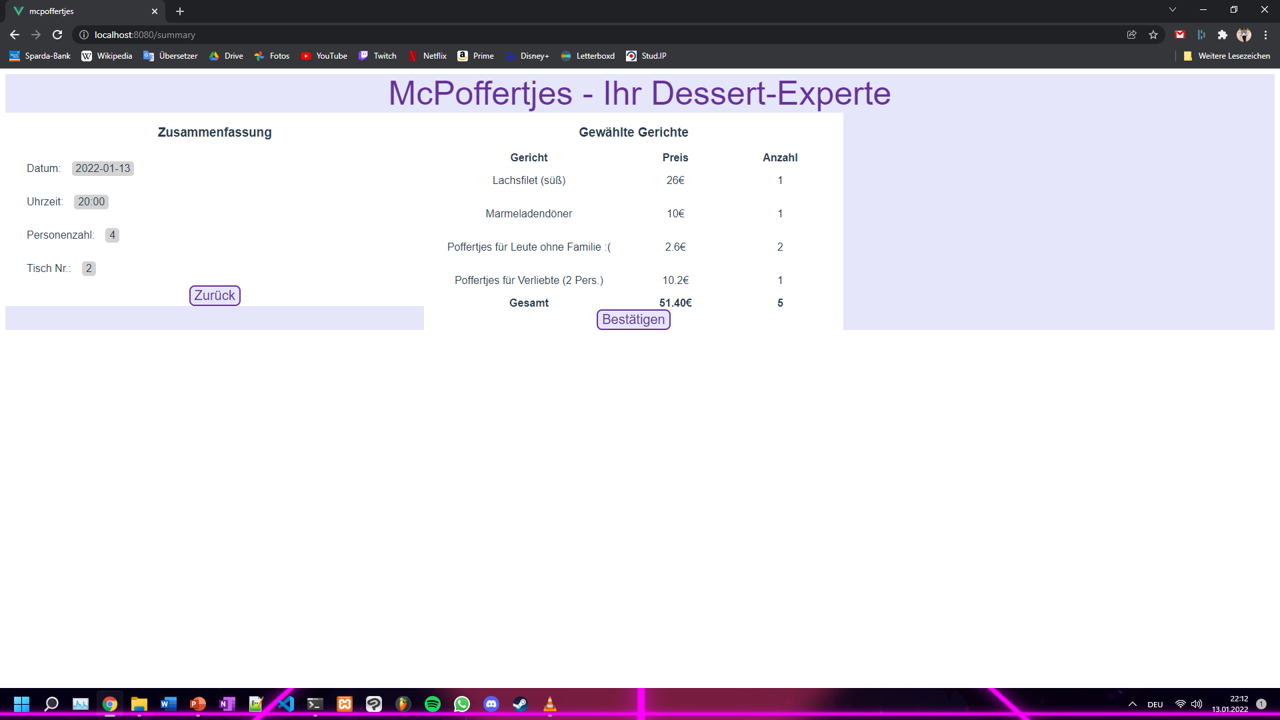 mcpoffertjes
localhost:8080/summary
Sparda-Bank Wikipedia Übersetzer Drive Fotos YouTube Twitch Netflix Prime Disney+ Letterboxd Stud.IP Weitere Lesezeichen
McPoffertjes - Ihr Dessert-Experte
Zusammenfassung
Datum: 2022-01-13
Uhrzeit: 20:00
Personenzahl: 4
Tisch Nr.: 2
Zurück
Gewählte Gerichte
Gericht Preis Anzahl
Lachsfilet (süß) 26€ 1
Marmeladendöner 10€ 1
Poffertjes für Leute ohne Familie :( 2.6€ 2
Poffertjes für Verliebte (2 Pers.) 10.2€ 1
Gesamt 51.40€ 5
Bestätigen
DEU
22:12
13.01.2022
1